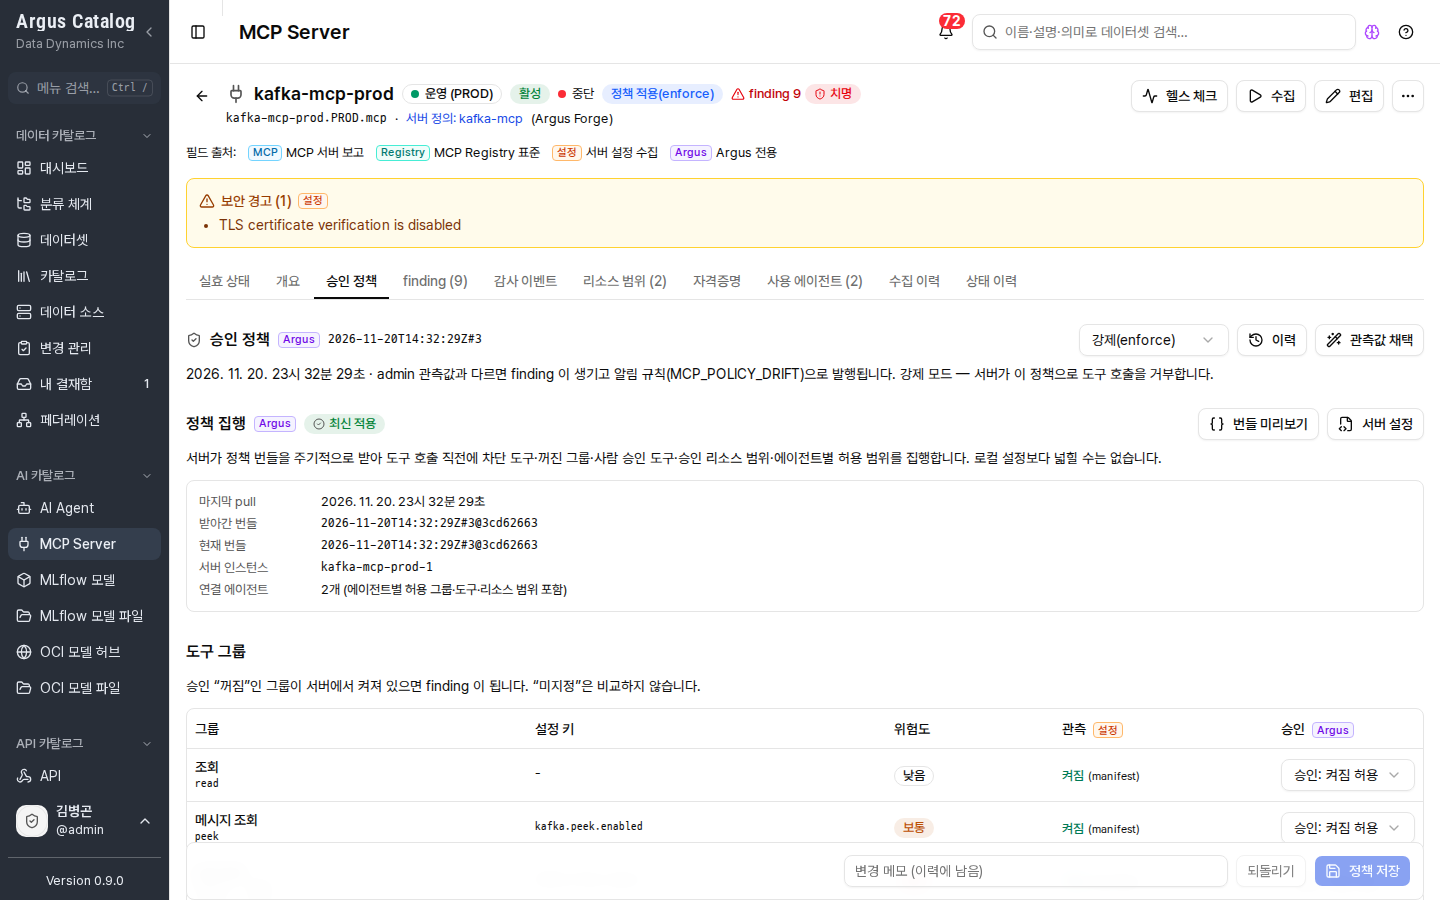 Argus Catalog
Data Dynamics Inc
메뉴 검색... Ctrl /
데이터 카탈로그
대시보드
분류 체계
데이터셋
카탈로그
데이터 소스
변경 관리
내 결재함 1
페더레이션
AI 카탈로그
AI Agent
MCP Server
MLflow 모델
MLflow 모델 파일
OCI 모델 허브
OCI 모델 파일
API 카탈로그
API
김병곤
@admin
Version 0.9.0
MCP Server
72
이름·설명·의미로 데이터셋 검색...
kafka-mcp-prod 운영 (PROD) 활성 중단 정책 적용(enforce) finding 9 치명
헬스 체크 수집 편집
kafka-mcp-prod.PROD.mcp · 서버 정의: kafka-mcp (Argus Forge)
필드 출처: MCP MCP 서버 보고 Registry MCP Registry 표준 설정 서버 설정 수집 Argus Argus 전용
보안 경고 (1) 설정
• TLS certificate verification is disabled
실효 상태 개요 승인 정책 finding (9) 감사 이벤트 리소스 범위 (2) 자격증명 사용 에이전트 (2) 수집 이력 상태 이력
승인 정책 Argus 2026-11-20T14:32:29Z#3 강제(enforce) 이력 관측값 채택
2026. 11. 20. 23시 32분 29초 · admin 관측값과 다르면 finding 이 생기고 알림 규칙(MCP_POLICY_DRIFT)으로 발행됩니다. 강제 모드 — 서버가 이 정책으로 도구 호출을 거부합니다.
정책 집행 Argus 최신 적용 번들 미리보기 서버 설정
서버가 정책 번들을 주기적으로 받아 도구 호출 직전에 차단 도구·꺼진 그룹·사람 승인 도구·승인 리소스 범위·에이전트별 허용 범위를 집행합니다. 로컬 설정보다 넓힐 수는 없습니다.
마지막 pull 2026. 11. 20. 23시 32분 29초
받아간 번들 2026-11-20T14:32:29Z#3@3cd62663
현재 번들 2026-11-20T14:32:29Z#3@3cd62663
서버 인스턴스 kafka-mcp-prod-1
연결 에이전트 2개 (에이전트별 허용 그룹·도구·리소스 범위 포함)
도구 그룹
승인 “꺼짐”인 그룹이 서버에서 켜져 있으면 finding 이 됩니다. “미지정”은 비교하지 않습니다.
그룹 설정 키 위험도 관측 설정 승인 Argus
조회 - 낮음 켜짐 (manifest) 승인: 켜짐 허용
read
메시지 조회 kafka.peek.enabled 보통 켜짐 (manifest) 승인: 켜짐 허용
peek
변경 메모 (이력에 남음) 되돌리기 정책 저장